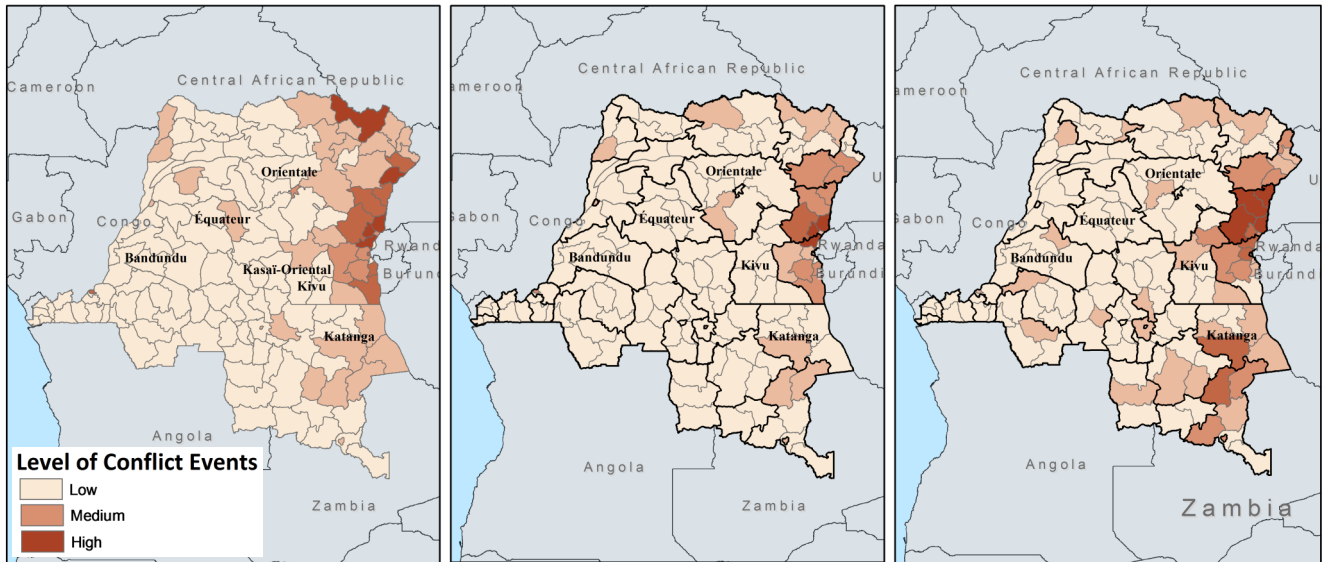 Central African Republic
Cameroon
Orientale
Gabon
Congo
Équateur
Rwanda
Bandundu
Kasaï-Oriental
Burun
Kivu
Katanga
Angola
Level of Conflict Events
Low
Medium
High
Zambia
Central African Republic
ameroon
Orientale
U
Gabon
Congo
Équateur
Rwanda
Bandundu
Kivu
Burundi
Katanga
Angola
Zambia
Central African Republic
Cameroon
Orientale
U
Gabon
Congo
Équateur
Rwanda
Bandundu
Kivu
Burundi
Katanga
Angola
Zambia